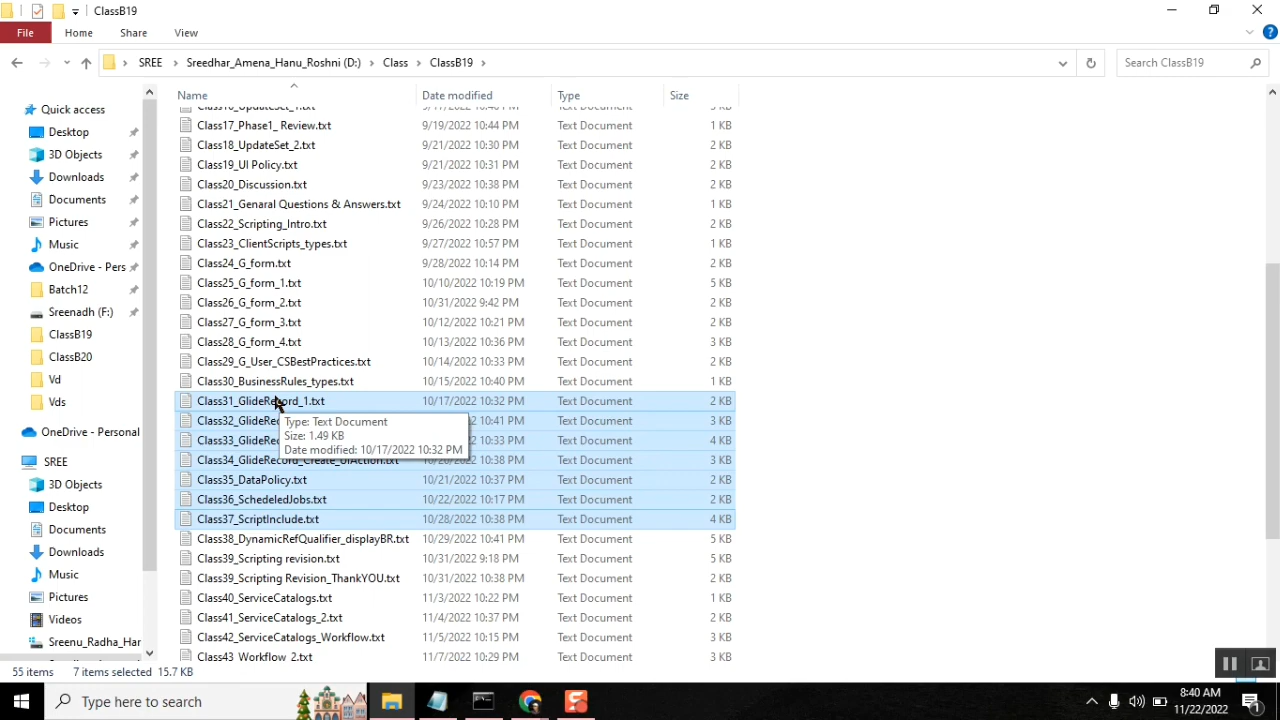 ClassB19
File Home Share View
SREE > Sreedhar_Amena_Hanu_Roshni (D:) > Class > ClassB19 >
Search ClassB19
Name Date modified Type Size
Quick access
Desktop
3D Objects
Downloads
Documents
Pictures
Music
OneDrive - Pers
Batch12
Sreenadh (F:)
ClassB19
ClassB20
Vd
Vds
OneDrive - Personal
SREE
3D Objects
Desktop
Documents
Downloads
Music
Pictures
Videos
Sreenu_Radha_Har
Class17_Phase1_ Review.txt 9/19/2022 10:44 PM Text Document 1 KB
Class18_UpdateSet_2.txt 9/21/2022 10:30 PM Text Document 2 KB
Class19_UI Policy.txt 9/21/2022 10:31 PM Text Document 2 KB
Class20_Discussion.txt 9/23/2022 10:38 PM Text Document 2 KB
Class21_Genaral Questions & Answers.txt 9/24/2022 10:10 PM Text Document 1 KB
Class22_Scripting_Intro.txt 9/26/2022 10:28 PM Text Document 2 KB
Class23_ClientScripts_types.txt 9/27/2022 10:57 PM Text Document 1 KB
Class24_G_form.txt 9/28/2022 10:14 PM Text Document 2 KB
Class25_G_form_1.txt 10/10/2022 10:19 PM Text Document 5 KB
Class26_G_form_2.txt 10/31/2022 9:42 PM Text Document 2 KB
Class27_G_form_3.txt 10/12/2022 10:21 PM Text Document 2 KB
Class28_G_form_4.txt 10/13/2022 10:36 PM Text Document 3 KB
Class29_G_User_CSBestPractices.txt 10/14/2022 10:33 PM Text Document 2 KB
Class30_BusinessRules_types.txt 10/15/2022 10:40 PM Text Document 1 KB
Class31_GlideRecord_1.txt 10/17/2022 10:32 PM Text Document 2 KB
Class32_GlideRec 10:41 PM Text Document 3 KB
Class33_GlideRec 10:33 PM Text Document 4 KB
Class34_GlideRecord_Create_UIAction.txt 10:38 PM Text Document 3 KB
Type: Text Document
Size: 1.49 KB
Date modified: 10/17/2022 10:32 PM
Class35_DataPolicy.txt 10/21/2022 10:37 PM Text Document 2 KB
Class36_SchedeledJobs.txt 10/22/2022 10:17 PM Text Document 2 KB
Class37_ScriptInclude.txt 10/28/2022 10:38 PM Text Document 4 KB
Class38_DynamicRefQualifier_displayBR.txt 10/29/2022 10:41 PM Text Document 5 KB
Class39_Scripting revision.txt 10/31/2022 9:18 PM Text Document 5 KB
Class39_Scripting Revision_ThankYOU.txt 10/31/2022 10:38 PM Text Document 2 KB
Class40_ServiceCatalogs.txt 11/3/2022 10:22 PM Text Document 1 KB
Class41_ServiceCatalogs_2.txt 11/4/2022 10:37 PM Text Document 2 KB
Class42_ServiceCatalogs_Workflow.txt 11/5/2022 10:15 PM Text Document 3 KB
Class43_Workflow_2.txt 11/7/2022 10:29 PM Text Document 3 KB
55 items 7 items selected 15.7 KB
Type here to search
8:40 AM
11/22/2022